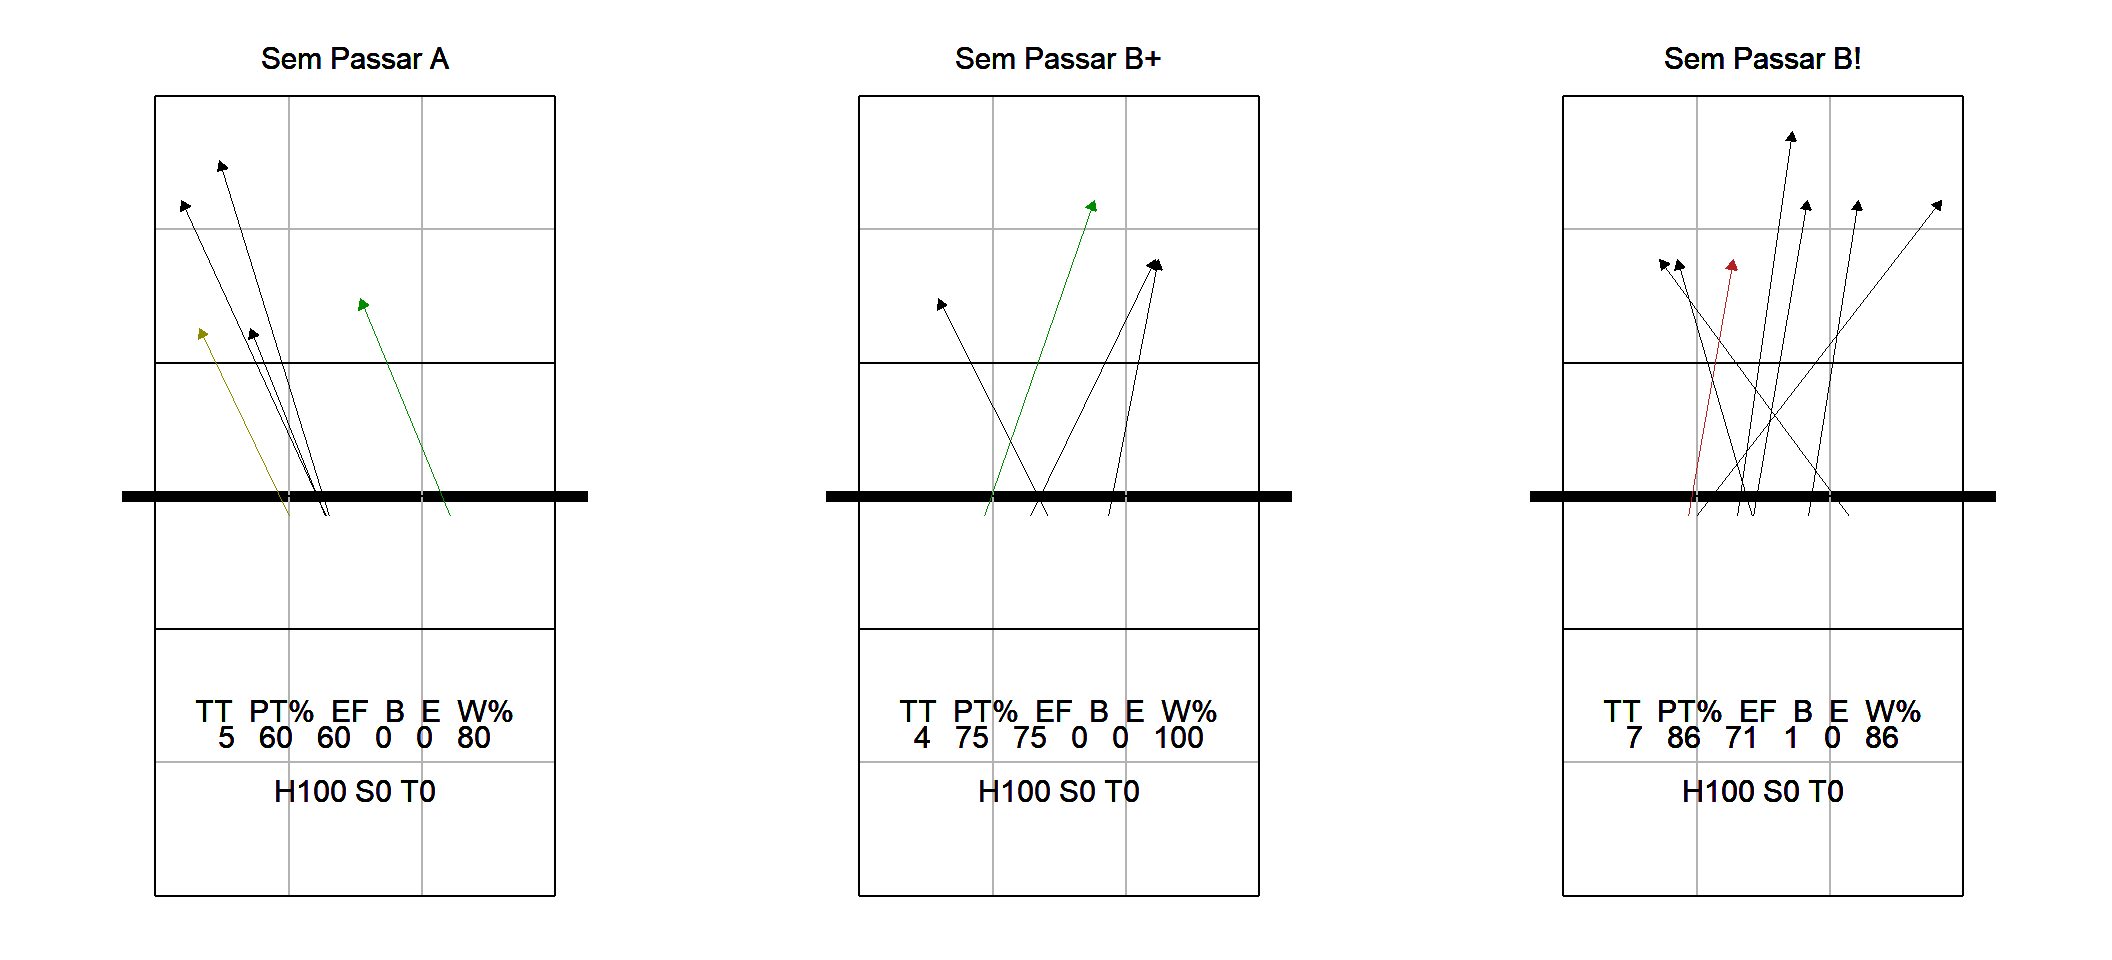 Sem Passar A
TT PT% EF B E W%
5 60 60 0 0 80
H100 S0 T0
Sem Passar B+
TT PT% EF B E W%
4 75 75 0 0 100
H100 S0 T0
Sem Passar B!
TT PT% EF B E W%
7 86 71 1 0 86
H100 S0 T0